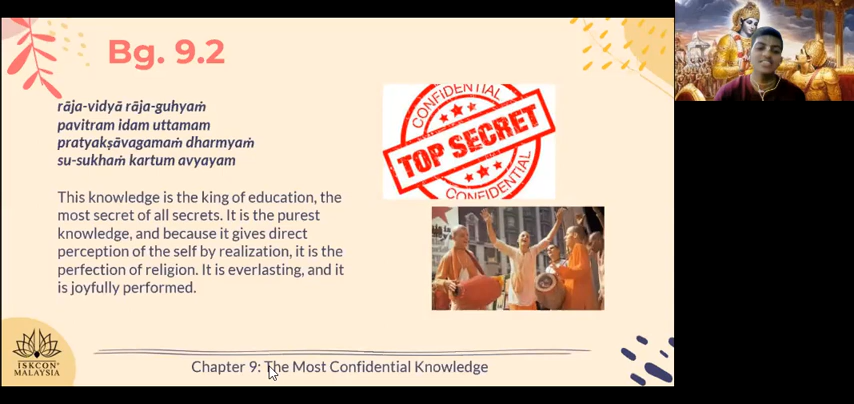 Bg. 9.2
rāja-vidyā rāja-guhyaṁ
pavitram idam uttamam
pratyakṣāvagamaṁ dharmyaṁ
su-sukhaṁ kartum avyayam
This knowledge is the king of education, the
most secret of all secrets. It is the purest
knowledge, and because it gives direct
perception of the self by realization, it is the
perfection of religion. It is everlasting, and it
is joyfully performed.
CONFIDENTIAL
TOP SECRET
CONFIDENTIAL
ISKCON
MALAYSIA
Chapter 9: The Most Confidential Knowledge